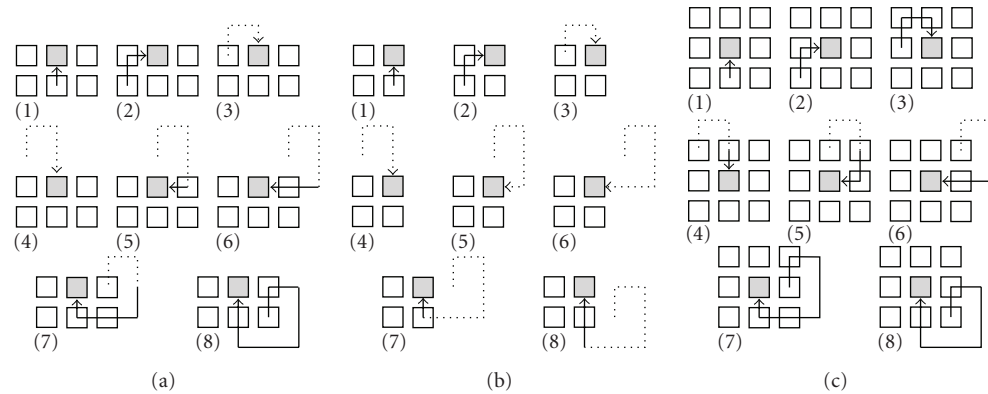 (1) (2) (3) (1) (2) (3) (1) (2) (3)
(4) (5) (6) (4) (5) (6) (4) (5) (6)
(7) (8) (7) (8) (7) (8)
(a) (b) (c)